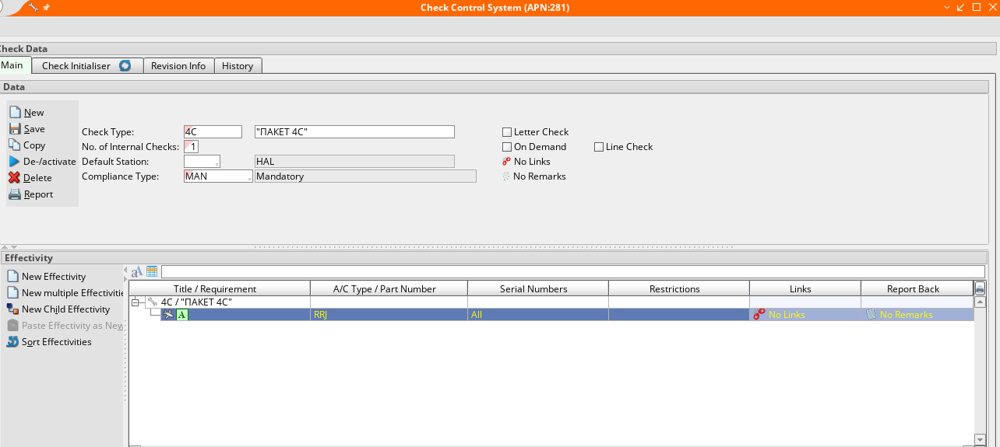 Check Control System (APN:281)
Check Data
Main Check Initialiser Revision Info History
Data
New
Save
Copy
De-/activate
Delete
Report
Check Type: 4C "ПАКЕТ 4С"
No. of Internal Checks: 1
Default Station: HAL
Compliance Type: MAN Mandatory
Letter Check
On Demand Line Check
No Links
No Remarks
Effectivity
New Effectivity
New multiple Effectivitie
New Child Effectivity
Paste Effectivity as New
Sort Effectivities
Title / Requirement A/C Type / Part Number Serial Numbers Restrictions Links Report Back
4C / "ПАКЕТ 4С"
A RRJ All No Links No Remarks